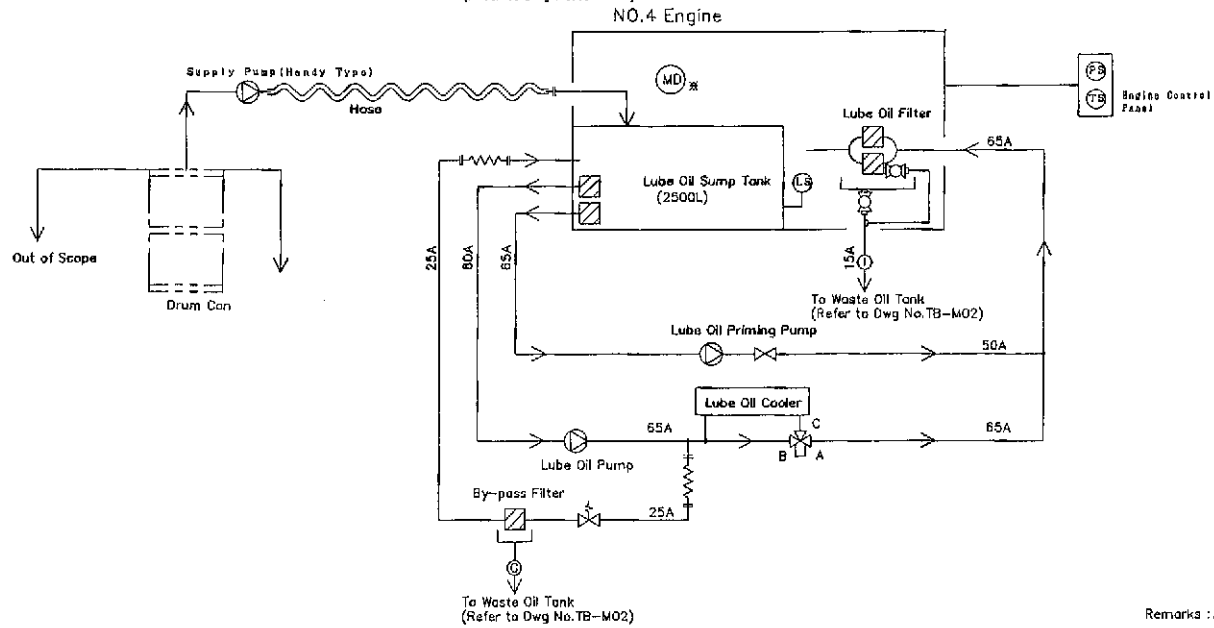 NO.4 Engine
Supply Pump(Handy Type)
Hose
MD
※
PS
TS
Engine Control
Panel
Lube Oil Filter
65A
Lube Oil Sump Tank
(2500L)
LS
Out of Scope
Drum Can
25A
80A
65A
15A
I
To Waste Oil Tank
(Refer to Dwg No.TB-M02)
Lube Oil Priming Pump
50A
Lube Oil Cooler
C
65A
65A
B
A
Lube Oil Pump
By-pass Filter
25A
G
To Waste Oil Tank
(Refer to Dwg No.TB-M02)
Remarks :